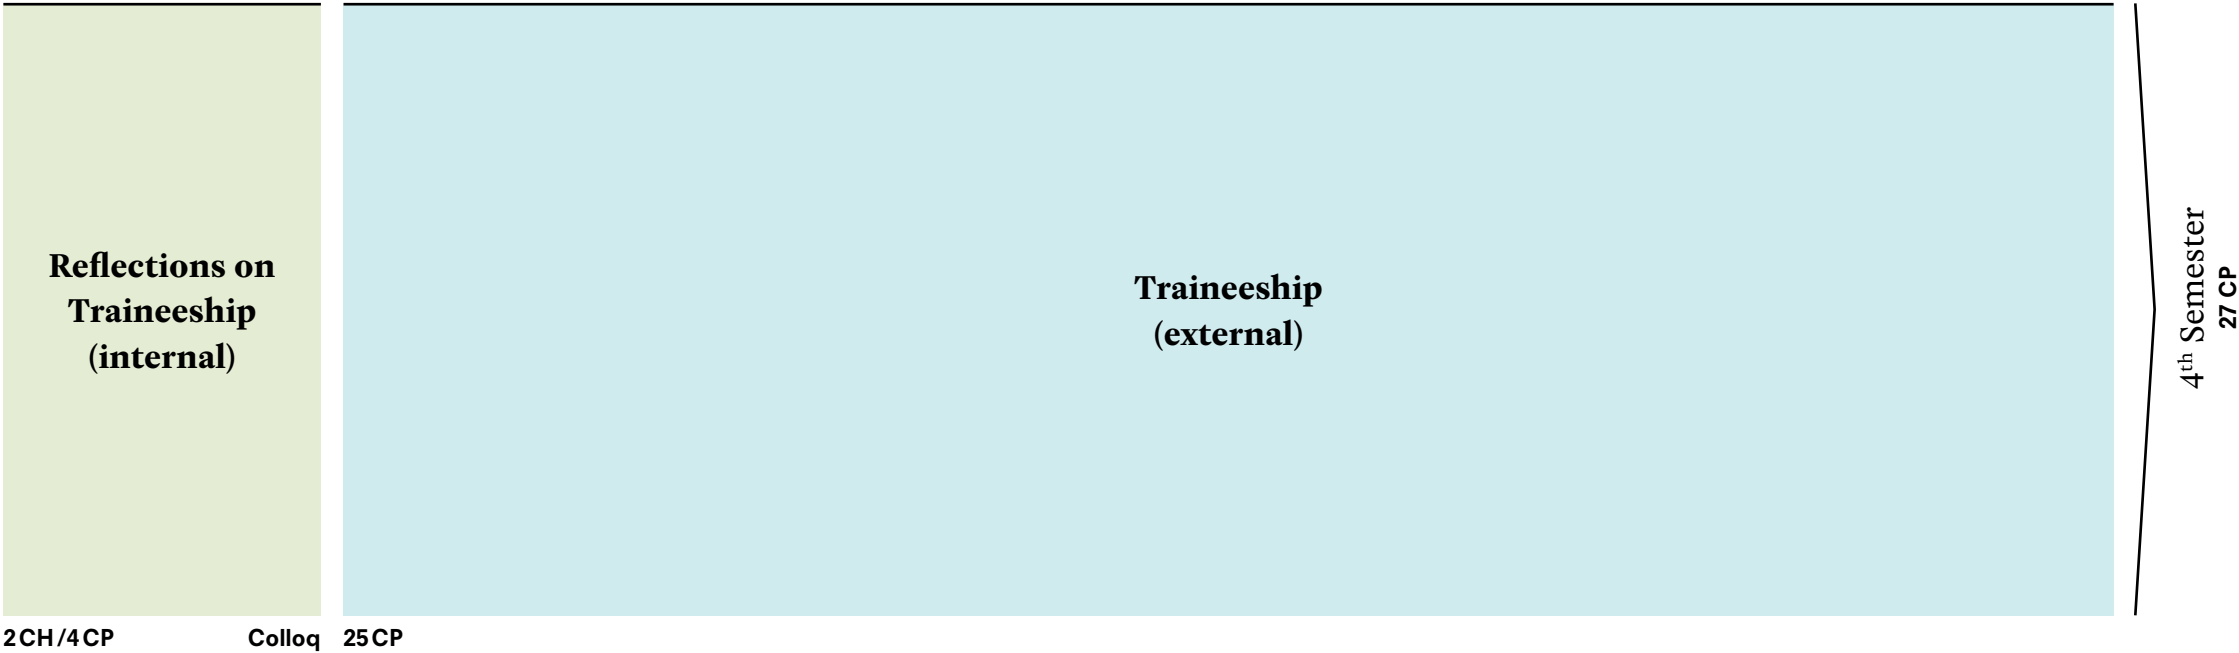 Reflections on
Traineeship
(internal)
Traineeship
(external)
2 CH / 4 CP
Colloq
25 CP
4th Semester
27 CP